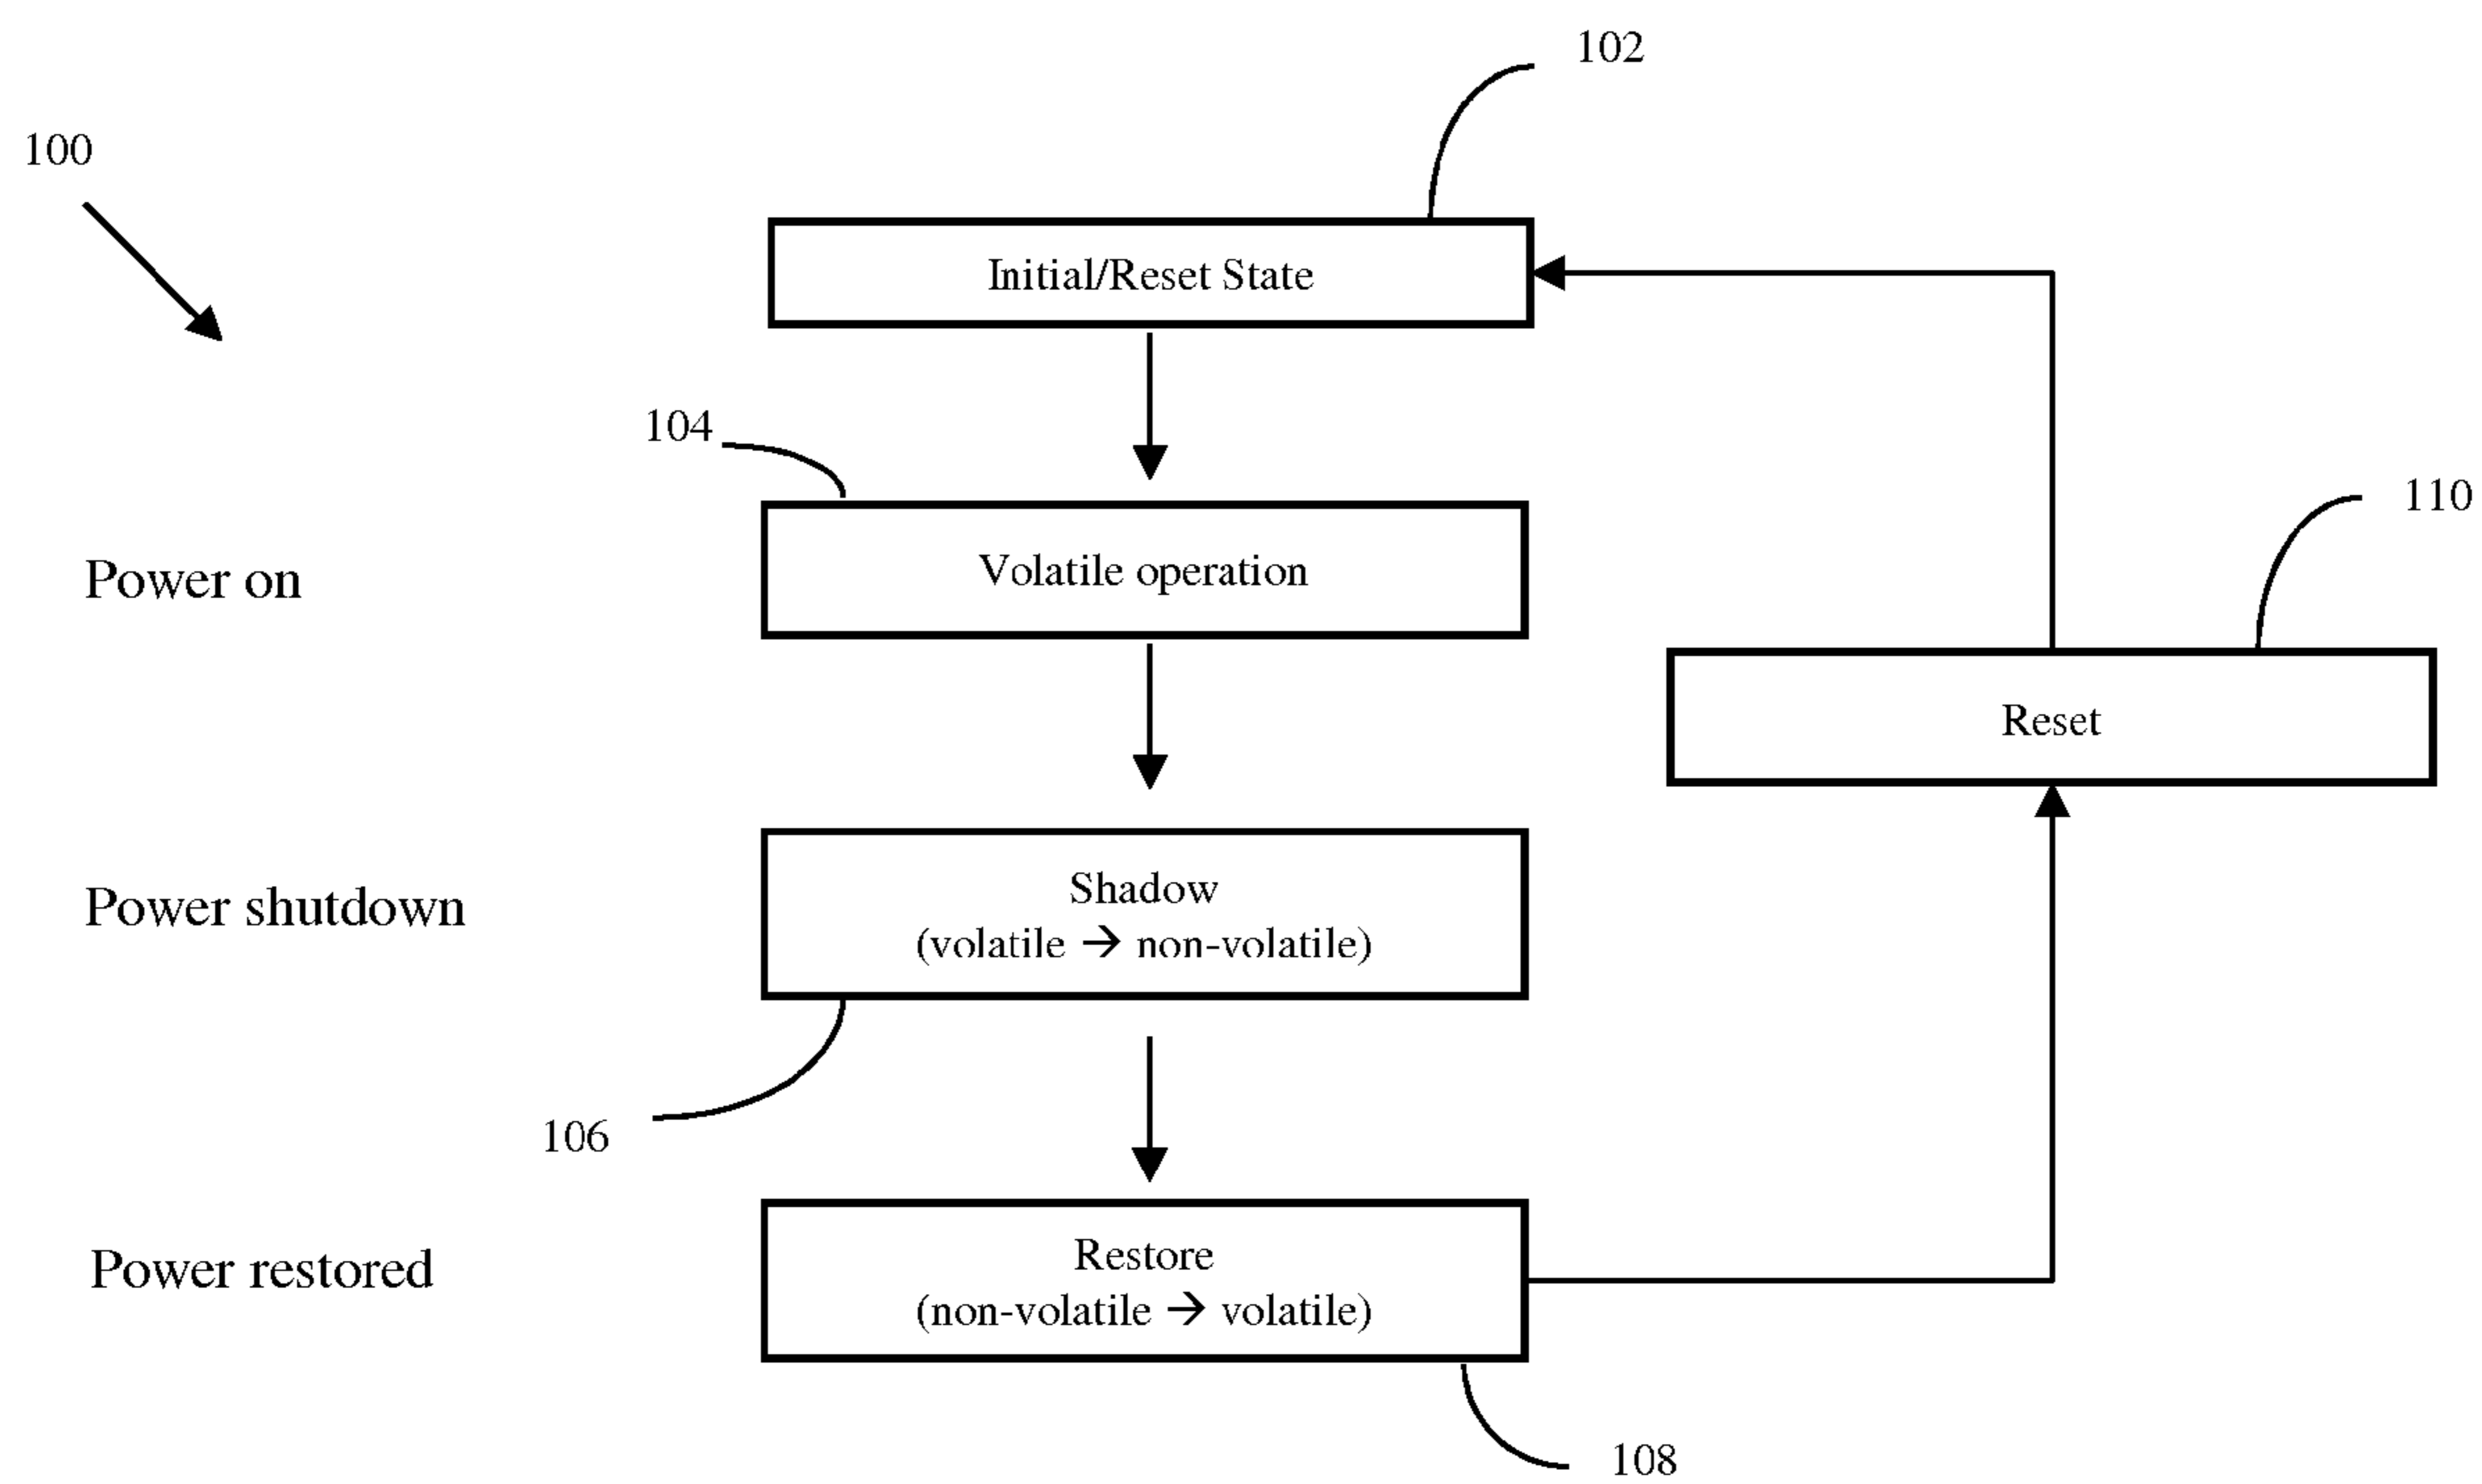 102
100
Initial/Reset State
104
110
Power on
Volatile operation
Reset
Power shutdown
Shadow
(volatile → non-volatile)
106
Power restored
Restore
(non-volatile → volatile)
108